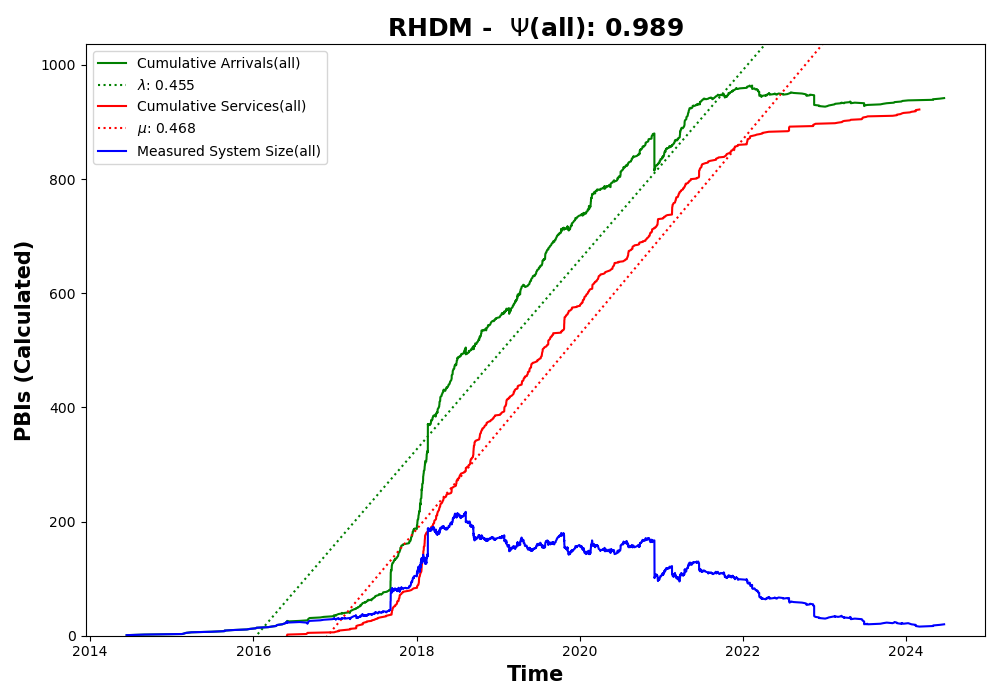 RHDM -  Ψ(all): 0.989
Cumulative Arrivals(all)
λ: 0.455
Cumulative Services(all)
μ: 0.468
Measured System Size(all)
PBIs (Calculated)
1000
800
600
400
200
0
2014 2016 2018 2020 2022 2024
Time